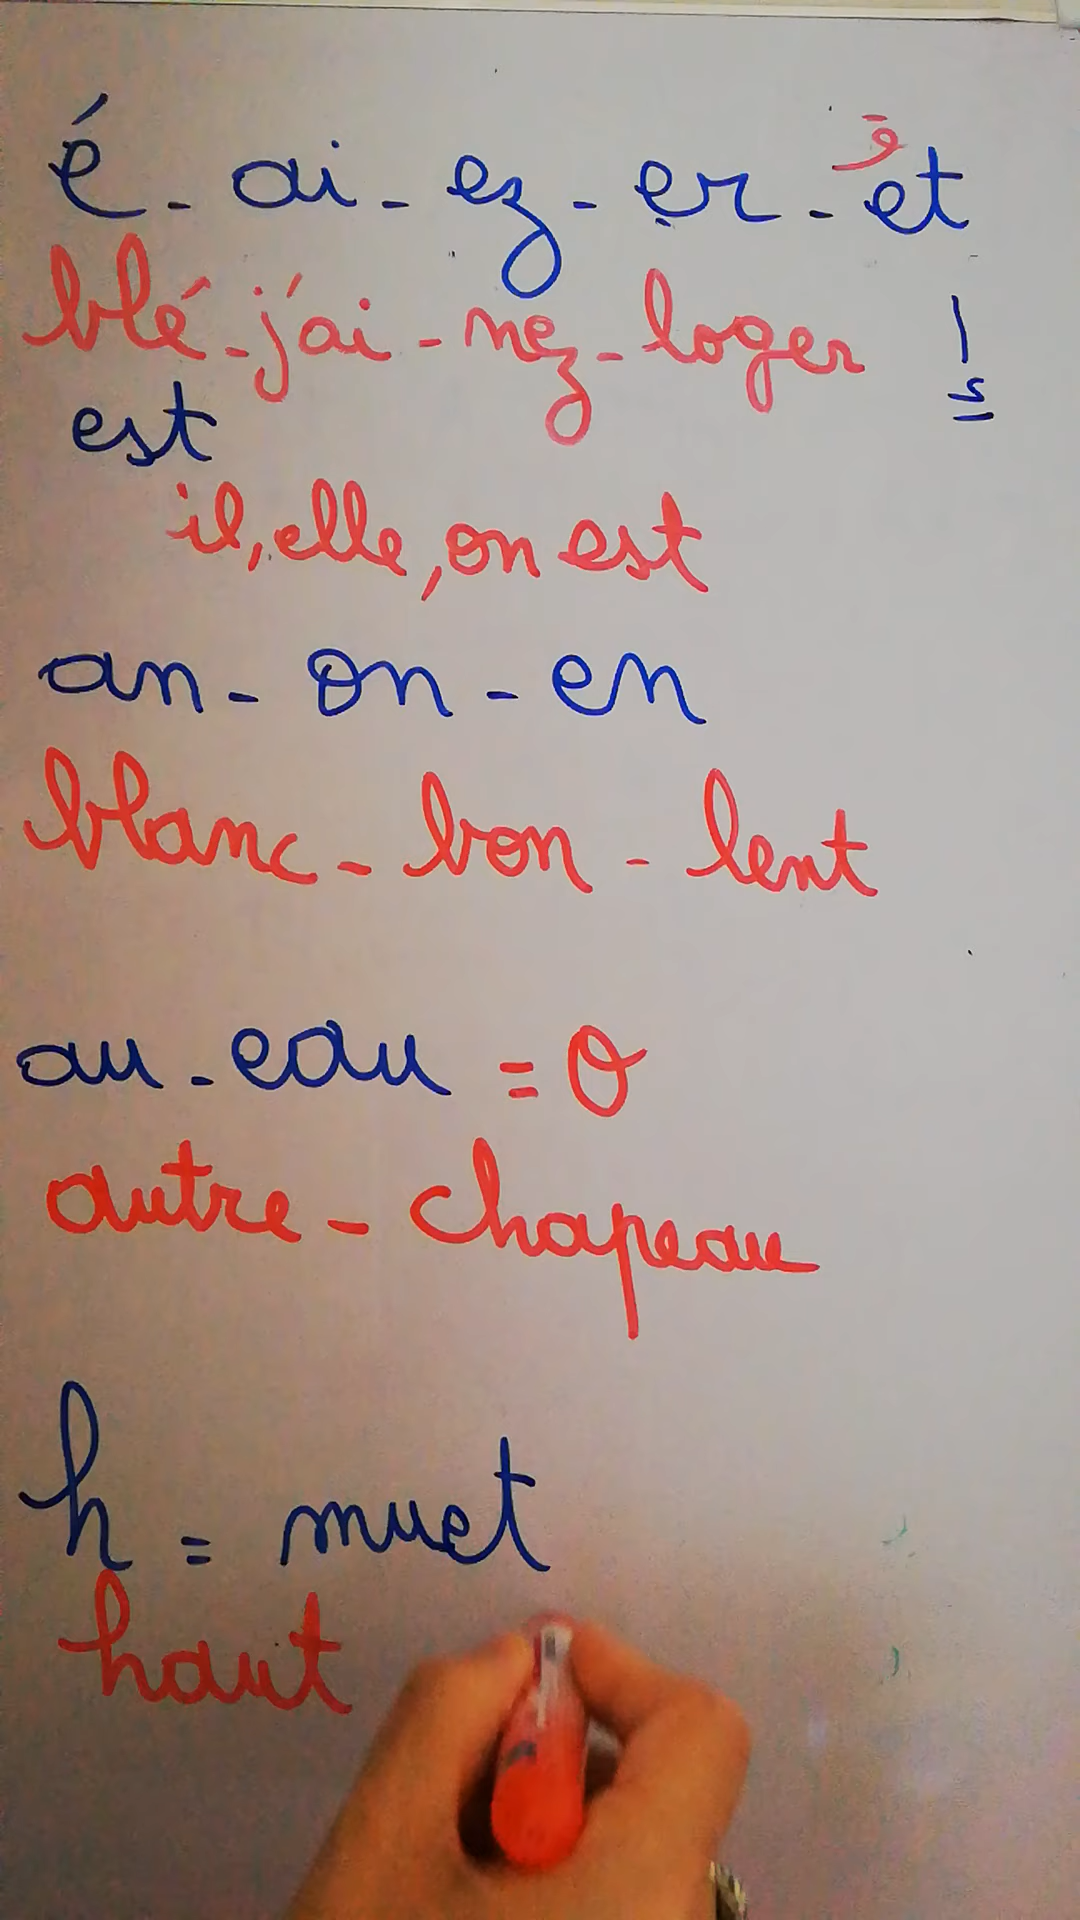 é - ai - ez - er - et
وَ
blé - j'ai - nez - loger
est
il, elle, on est
an - on - en
blanc - bon - lent
au - eau = o
autre - chapeau
h = muet
haut